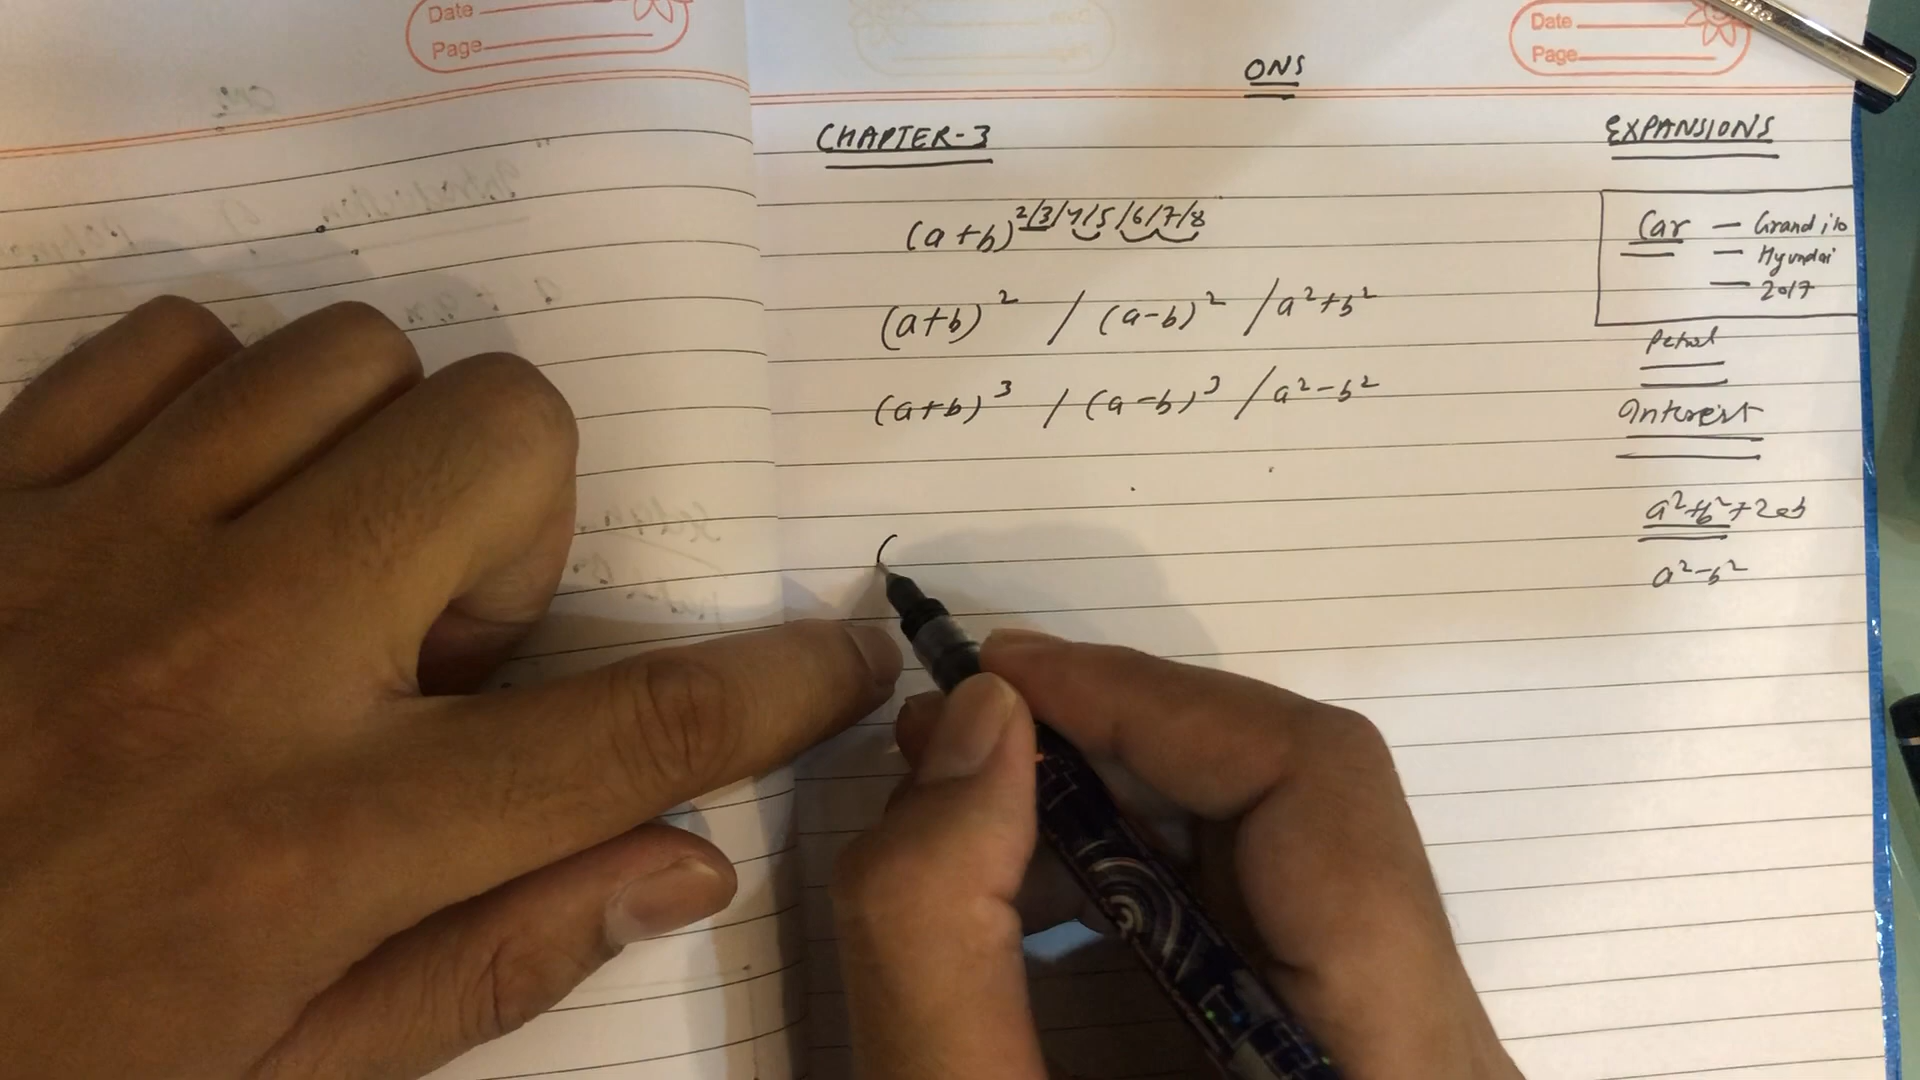 Date
Page
Date
Page
ONS
CHAPTER-3
EXPANSIONS
(a+b)^2/3/4/5/6/7/8
(a+b)² / (a-b)² / a²+b²
(a+b)³ / (a-b)³ / a²-b²
(
Car - Grand i10
- Hyundai
- 2017
Petrol
Interest
a²+b²+2ab
a²-b²